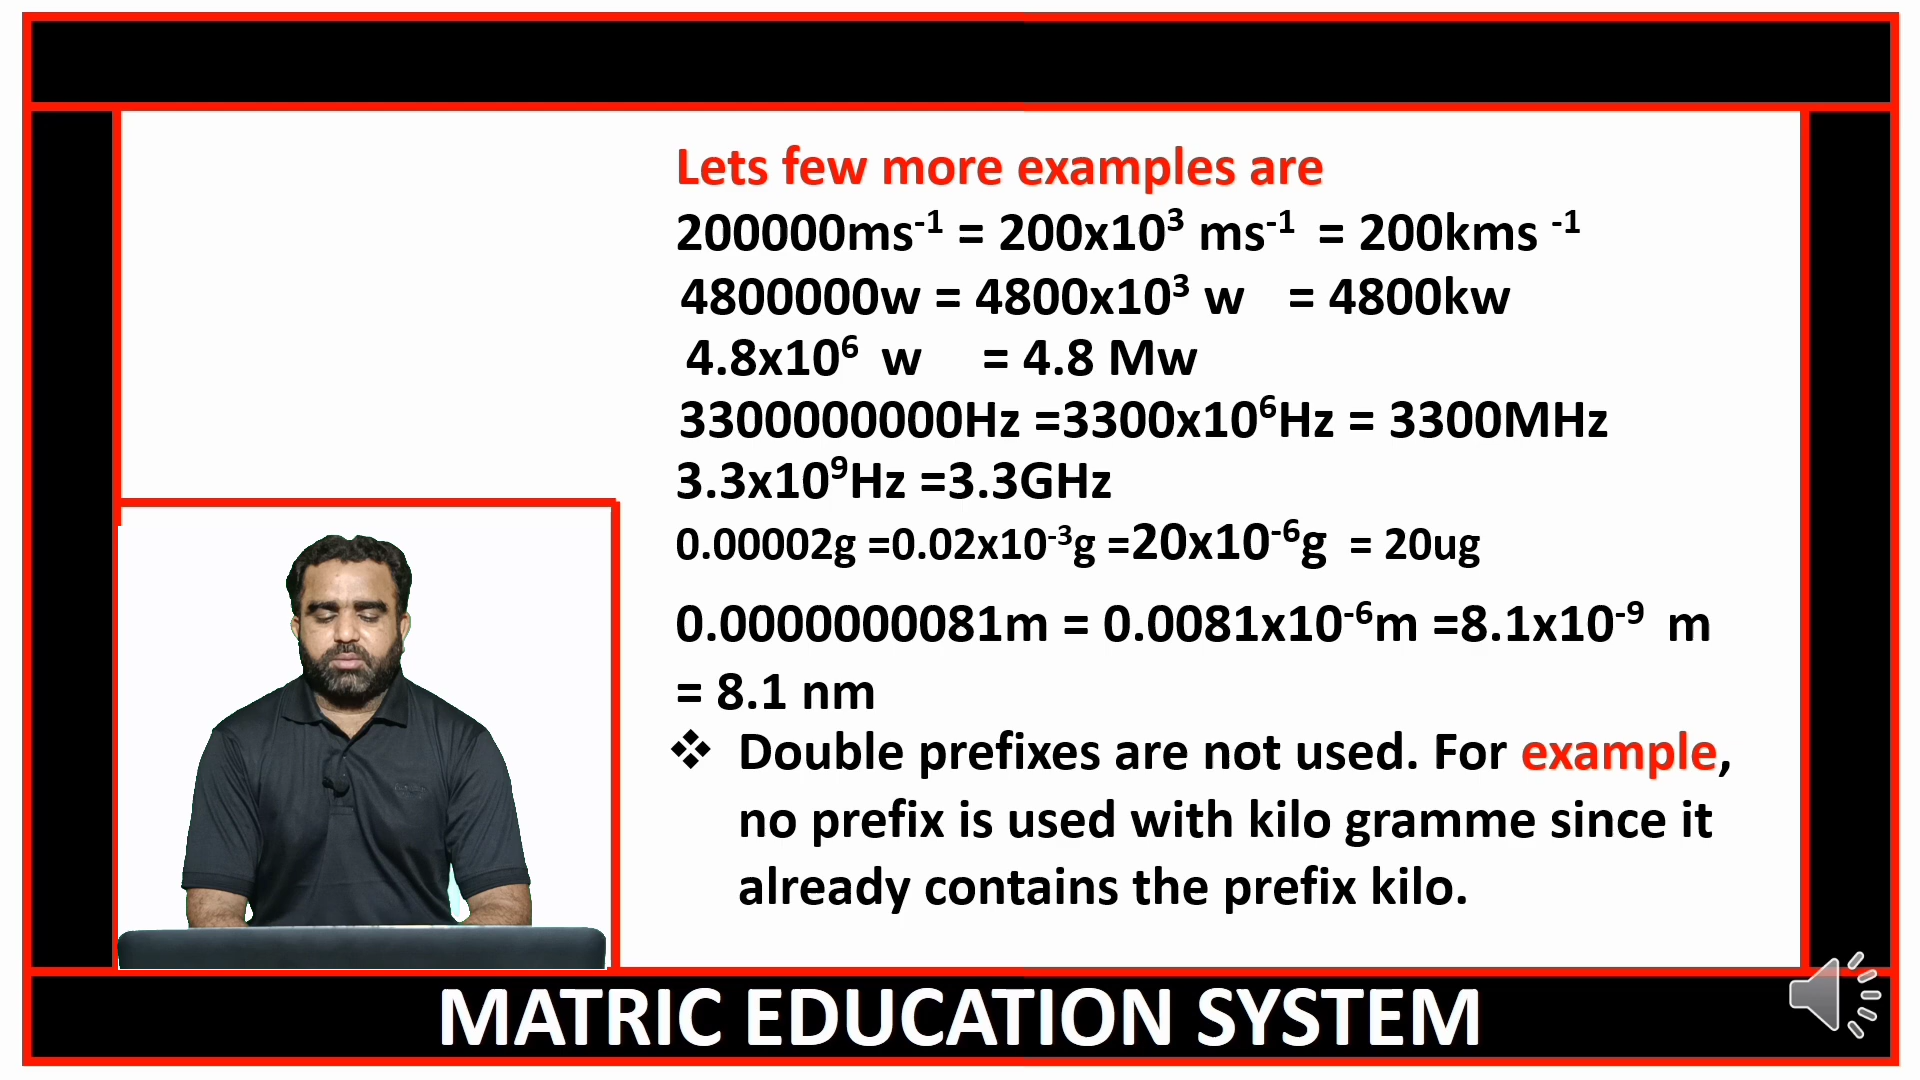 Lets few more examples are
200000ms⁻¹ = 200x10³ ms⁻¹ = 200kms ⁻¹
4800000w = 4800x10³ w = 4800kw
4.8x10⁶ w = 4.8 Mw
3300000000Hz =3300x10⁶Hz = 3300MHz
3.3x10⁹Hz =3.3GHz
0.00002g =0.02x10⁻³g =20x10⁻⁶g = 20ug
0.0000000081m = 0.0081x10⁻⁶m =8.1x10⁻⁹ m
= 8.1 nm
❖ Double prefixes are not used. For example,
no prefix is used with kilo gramme since it
already contains the prefix kilo.
MATRIC EDUCATION SYSTEM